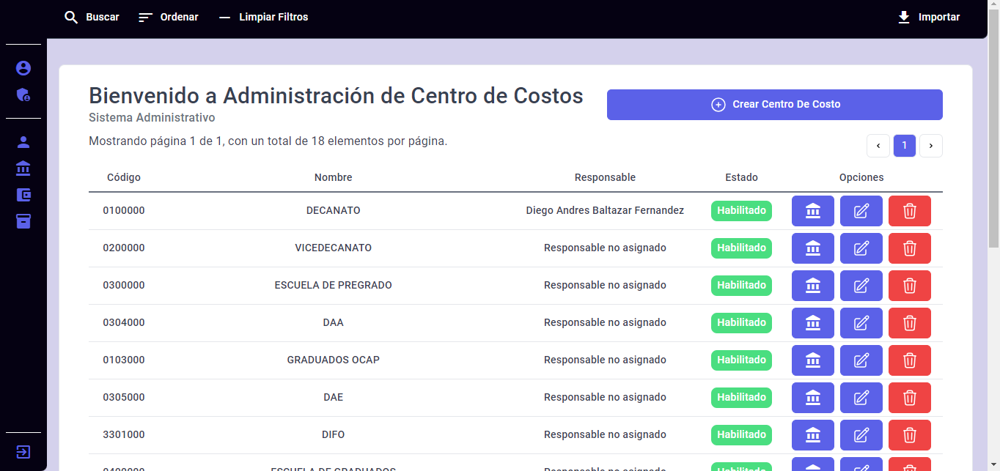 Buscar Ordenar Limpiar Filtros Importar
Bienvenido a Administración de Centro de Costos
Crear Centro De Costo
Sistema Administrativo
Mostrando página 1 de 1, con un total de 18 elementos por página.
‹ 1 ›
Código Nombre Responsable Estado Opciones
0100000 DECANATO Diego Andres Baltazar Fernandez Habilitado
0200000 VICEDECANATO Responsable no asignado Habilitado
0300000 ESCUELA DE PREGRADO Responsable no asignado Habilitado
0304000 DAA Responsable no asignado Habilitado
0103000 GRADUADOS OCAP Responsable no asignado Habilitado
0305000 DAE Responsable no asignado Habilitado
3301000 DIFO Responsable no asignado Habilitado
ESCUELA DE GRADUADOS Responsable no asignado Habilitado